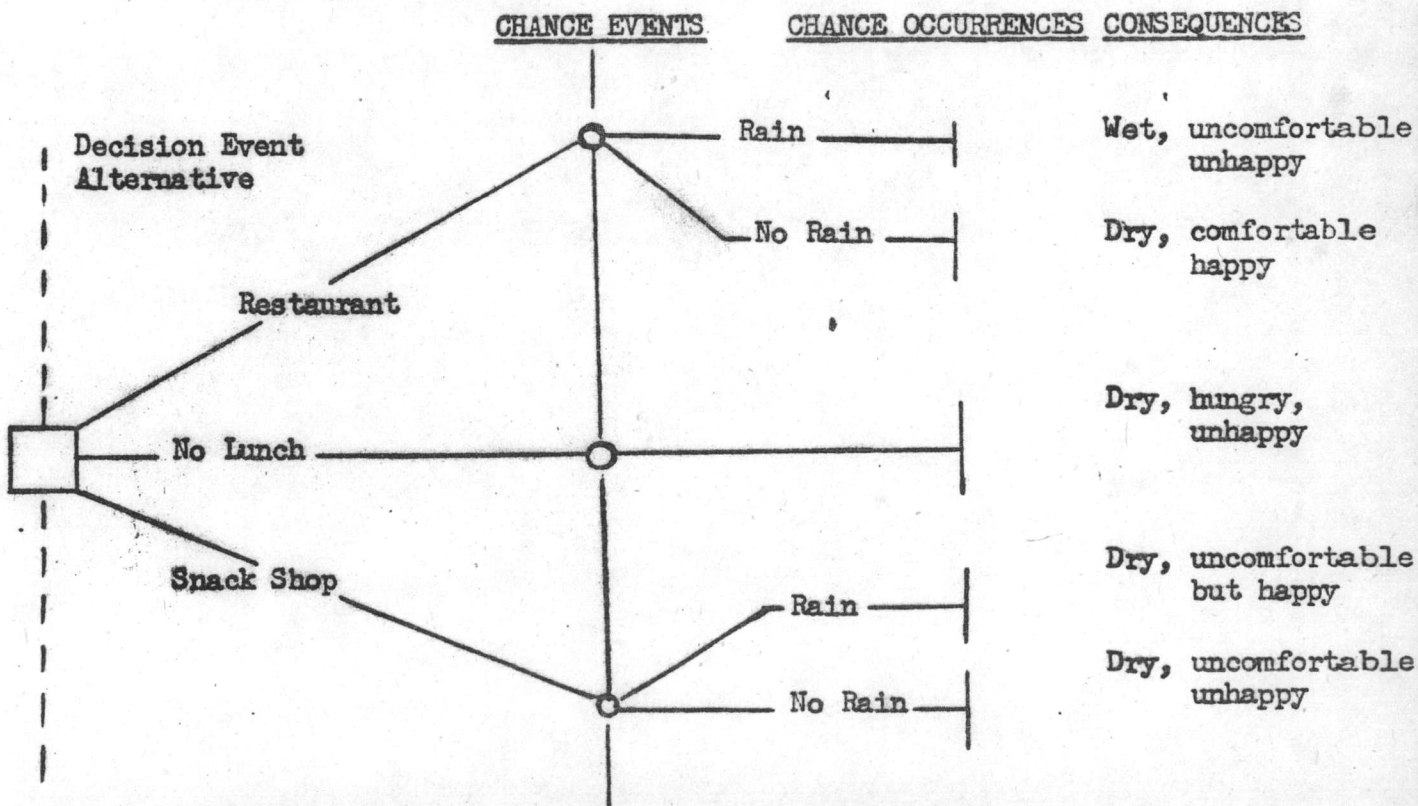 CHANCE EVENTS CHANCE OCCURRENCES CONSEQUENCES
Decision Event
Alternative
Rain
Wet, uncomfortable
unhappy
No Rain
Dry, comfortable
happy
Restaurant
No Lunch
Dry, hungry,
unhappy
Snack Shop
Rain
Dry, uncomfortable
but happy
No Rain
Dry, uncomfortable
unhappy